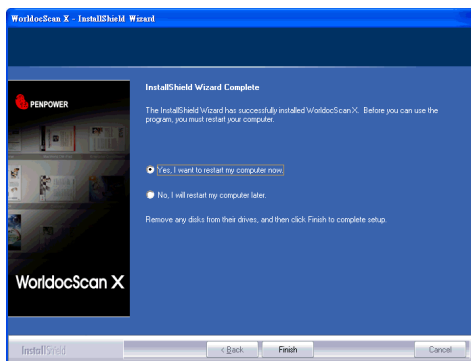 WorldocScan X - InstallShield Wizard
InstallShield Wizard Complete
PENPOWER
The InstallShield Wizard has successfully installed WorldocScan X. Before you can use the
program, you must restart your computer.
Yes, I want to restart my computer now.
No, I will restart my computer later.
Remove any disks from their drives, and then click Finish to complete setup.
WorldocScan X
InstallShield
< Back
Finish
Cancel